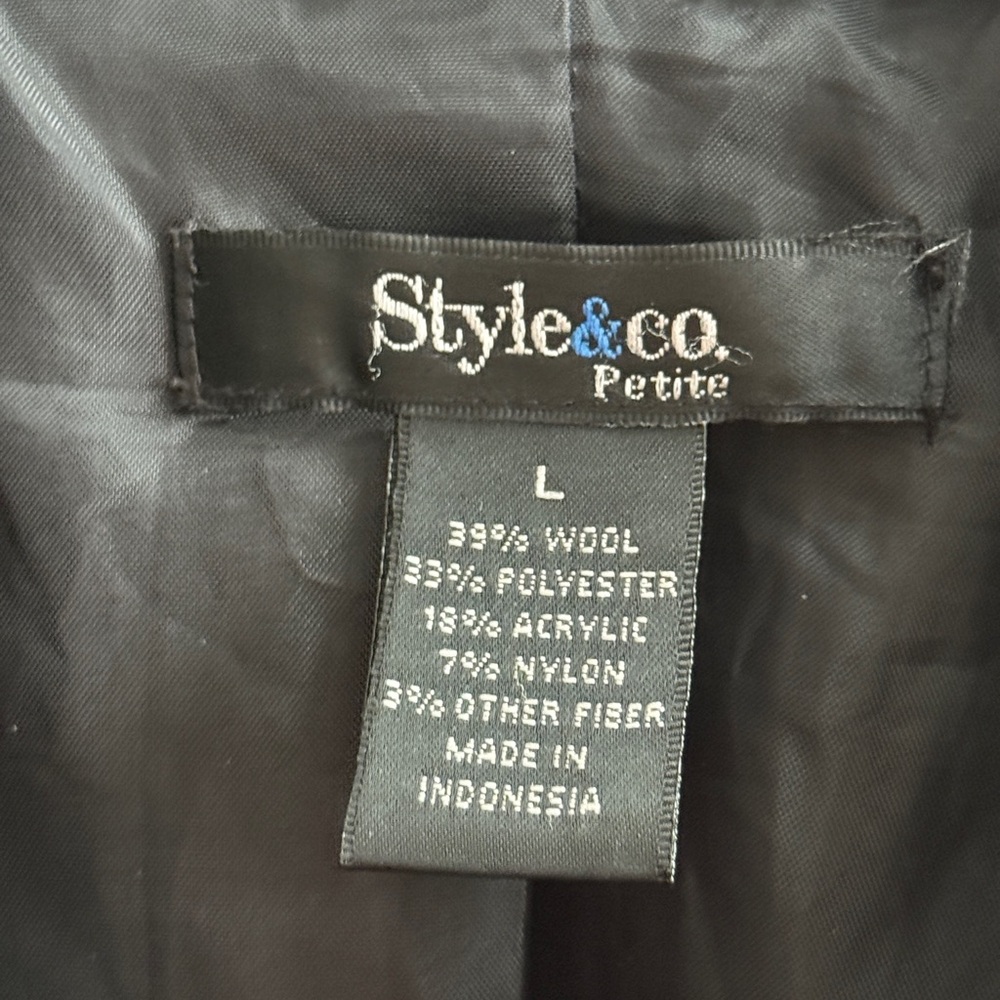 Style&co.
Petite
L
39% WOOL
33% POLYESTER
18% ACRYLIC
7% NYLON
3% OTHER FIBER
MADE IN
INDONESIA